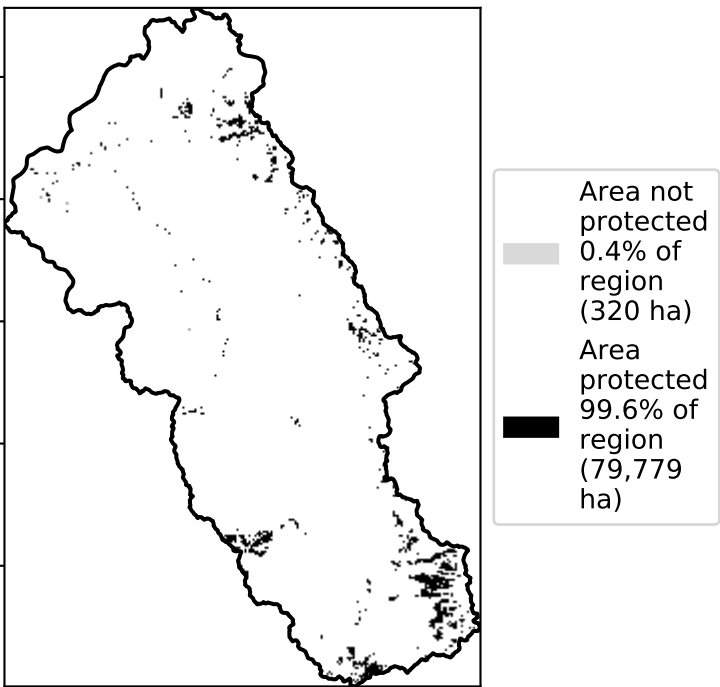 Area not
protected
0.4% of
region
(320 ha)
Area
protected
99.6% of
region
(79,779
ha)